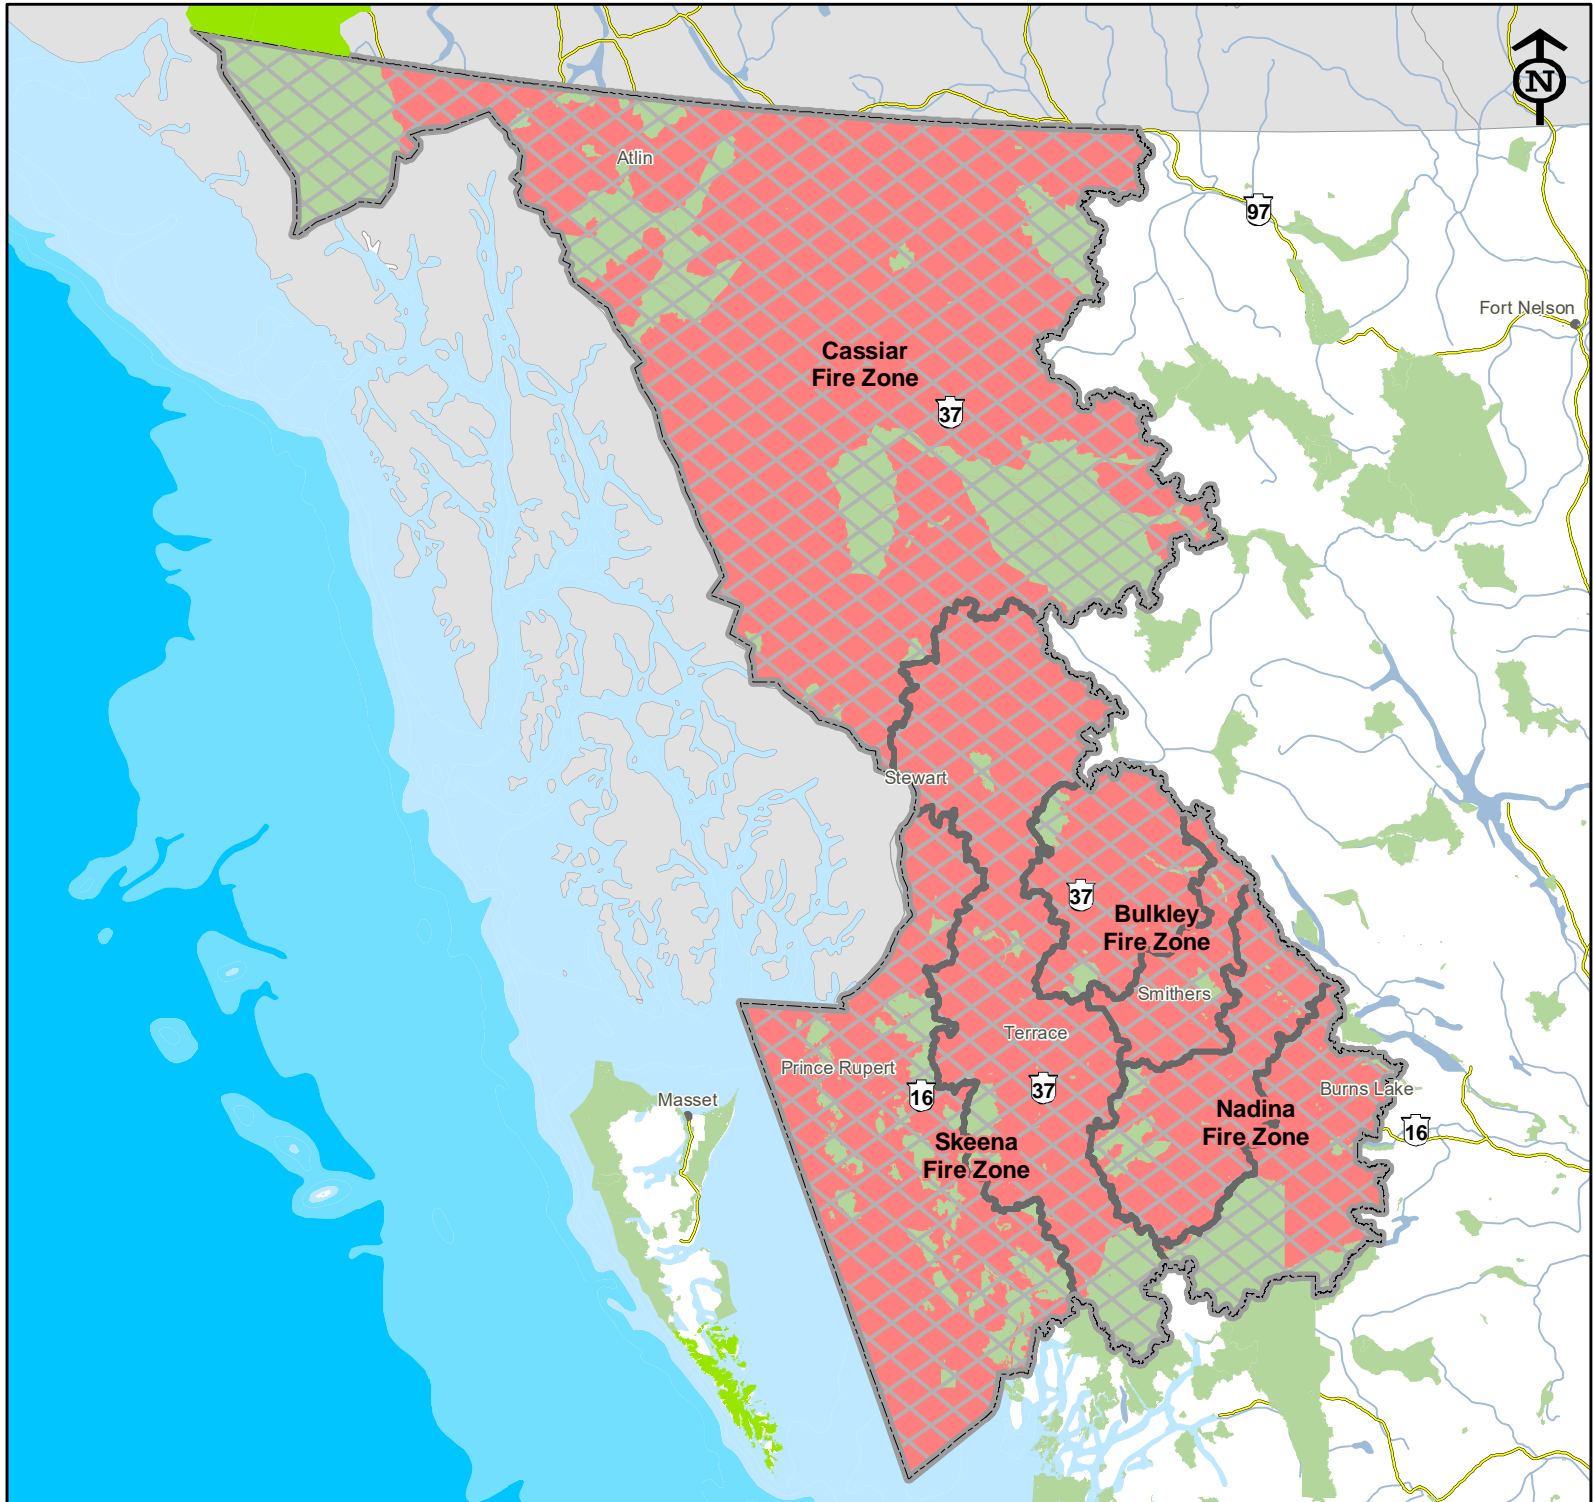 N
Atlin
97
Fort Nelson
Cassiar
Fire Zone
37
Stewart
37
Bulkley
Fire Zone
Smithers
Terrace
Prince Rupert
16
37
Masset
Burns Lake
Nadina
Fire Zone
16
Skeena
Fire Zone